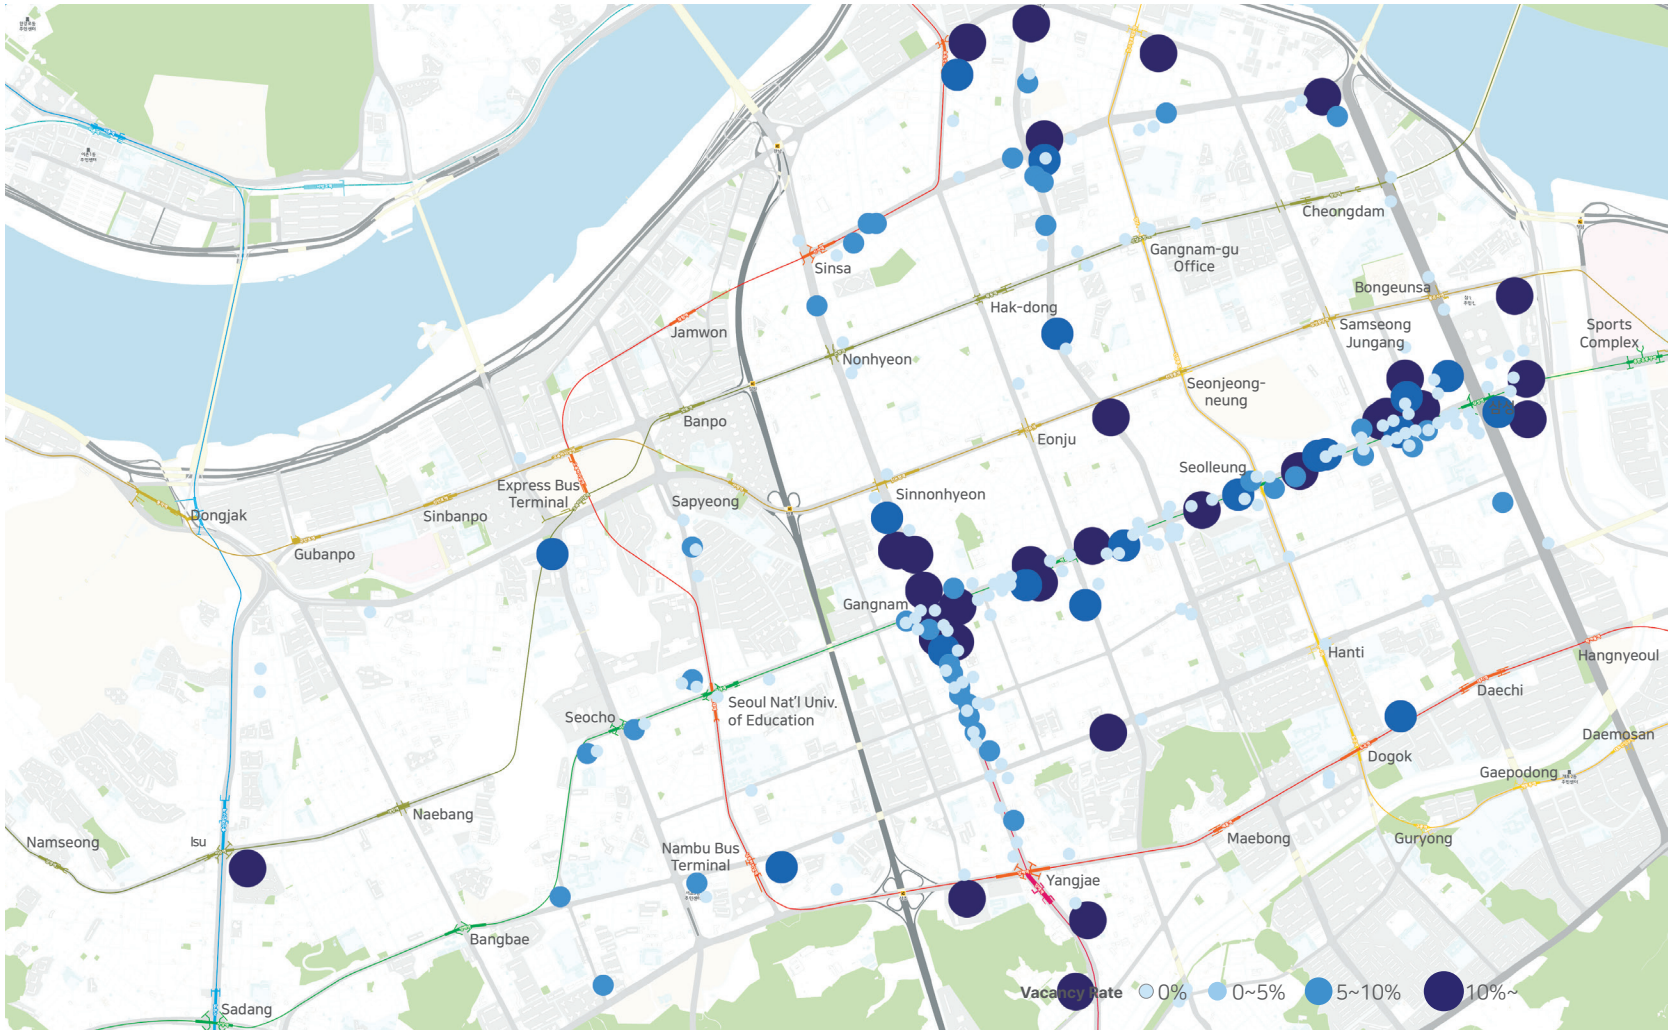 Cheongdam
Gangnam-gu
Office
Sinsa
Bongeunsa
Hak-dong
Samseong
Jungang
Sports
Complex
Jamwon
Nonhyeon
Seonjeong-
neung
Banpo
Eonju
Seolleung
Express Bus
Terminal
Sapyeong
Sinnonhyeon
Dongjak
Sinbanpo
Gubanpo
Gangnam
Hanti
Hangnyeoul
Daechi
Seocho
Seoul Nat'l Univ.
of Education
Daemosan
Dogok
Gaepodong
Naebang
Namseong
Isu
Nambu Bus
Terminal
Maebong
Guryong
Yangjae
Bangbae
Sadang
Vacancy Rate 0% 0~5% 5~10% 10%~